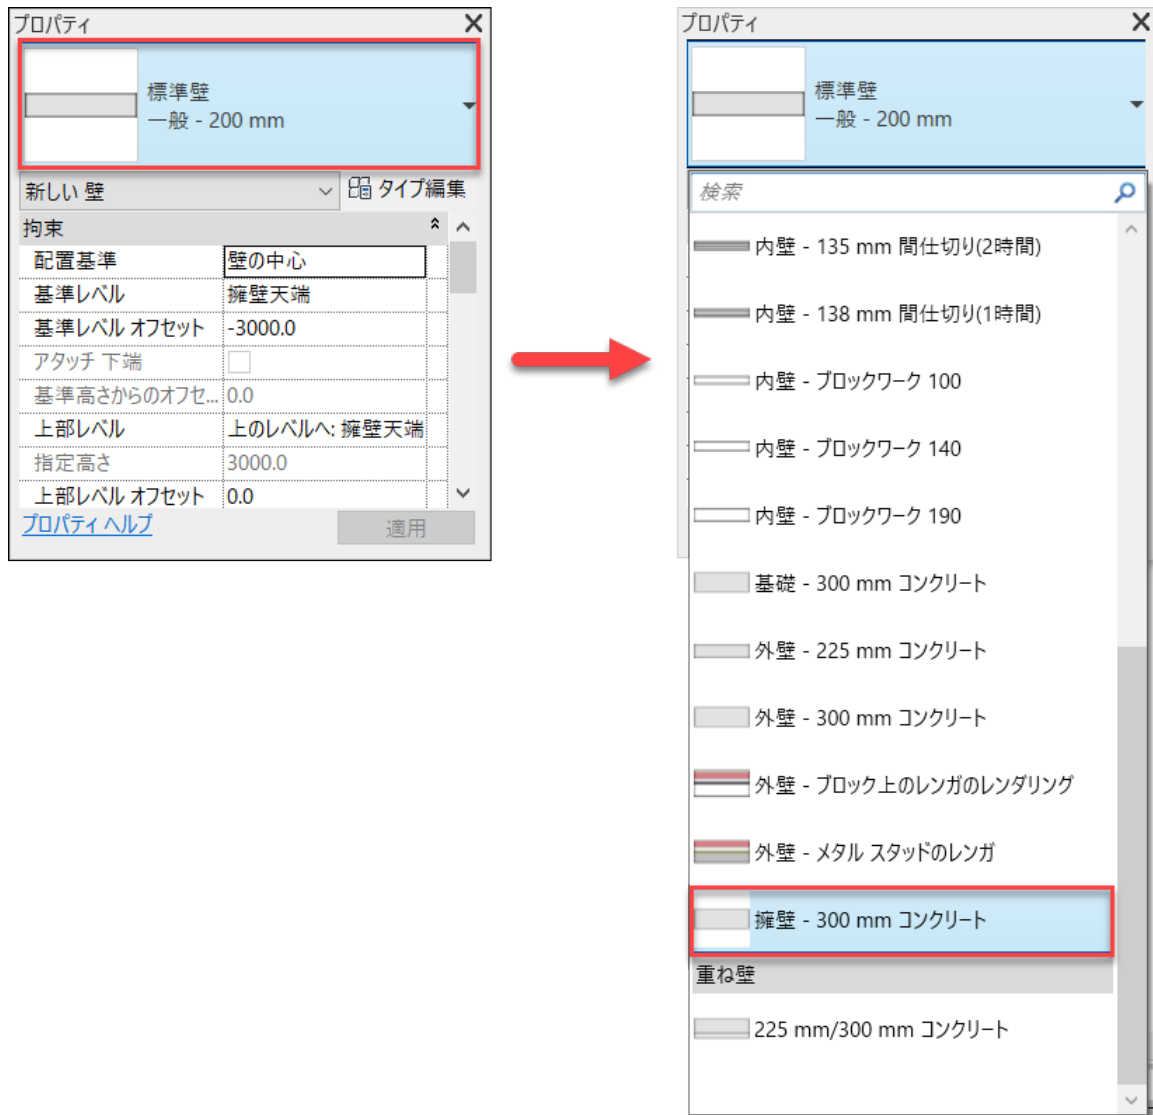 プロパティ
標準壁
一般 - 200 mm
新しい 壁
タイプ編集
拘束
配置基準 壁の中心
基準レベル 擁壁天端
基準レベル オフセット -3000.0
アタッチ 下端
基準高さからのオフセ... 0.0
上部レベル 上のレベルへ: 擁壁天端
指定高さ 3000.0
上部レベル オフセット 0.0
プロパティ ヘルプ
適用
プロパティ
標準壁
一般 - 200 mm
検索
内壁 - 135 mm 間仕切り(2時間)
内壁 - 138 mm 間仕切り(1時間)
内壁 - ブロックワーク 100
内壁 - ブロックワーク 140
内壁 - ブロックワーク 190
基礎 - 300 mm コンクリート
外壁 - 225 mm コンクリート
外壁 - 300 mm コンクリート
外壁 - ブロック上のレンガのレンダリング
外壁 - メタル スタッドのレンガ
擁壁 - 300 mm コンクリート
重ね壁
225 mm/300 mm コンクリート